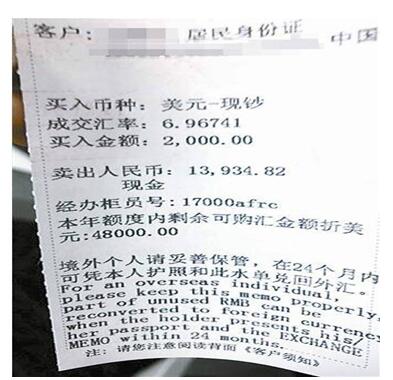 客户: 居民身份证 中国
买入币种: 美元-现钞
成交汇率: 6.96741
买入金额: 2,000.00
卖出人民币: 13,934.82
现金
经办柜员号: 17000afrc
本年额度内剩余可购汇金额折美
元:48000.00
境外个人请妥善保管, 在24个月内
可凭本人护照和此水单兑回外汇。
For an overseas individual,
please keep this memo properly,
part of unused RMB can be
reconverted to foreign currency
when the holder presents his/
her passport and the EXCHANGE
MEMO within 24 months.
注: 请您注意阅读背面《客户须知》